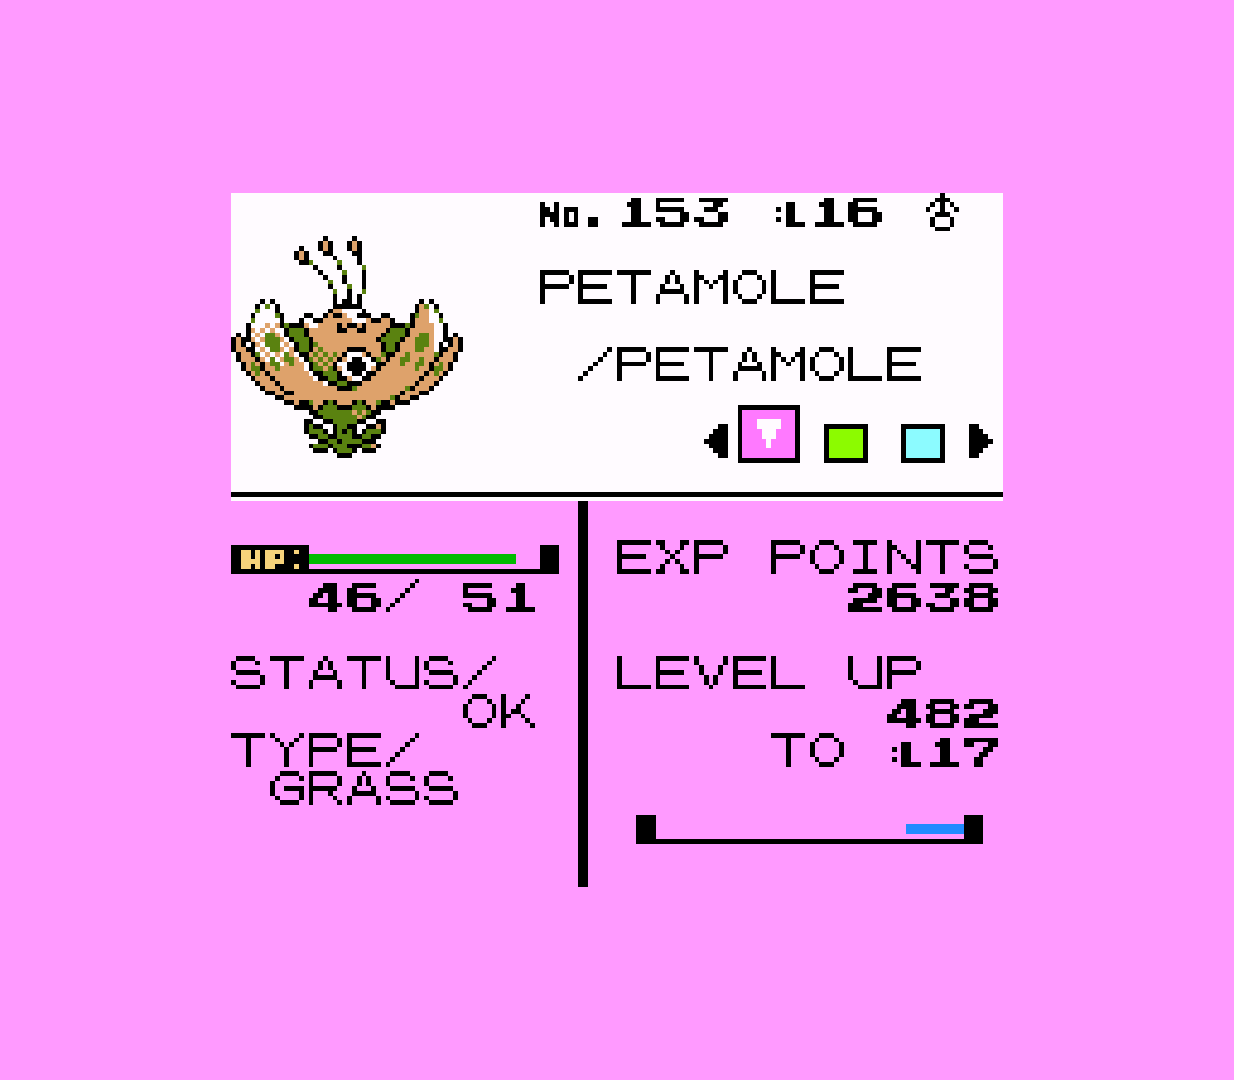 No. 153 :L16 ♂
PETAMOLE
/PETAMOLE
HP:
46/ 51
STATUS/
OK
TYPE/
GRASS
EXP POINTS
2638
LEVEL UP
482
TO :L17